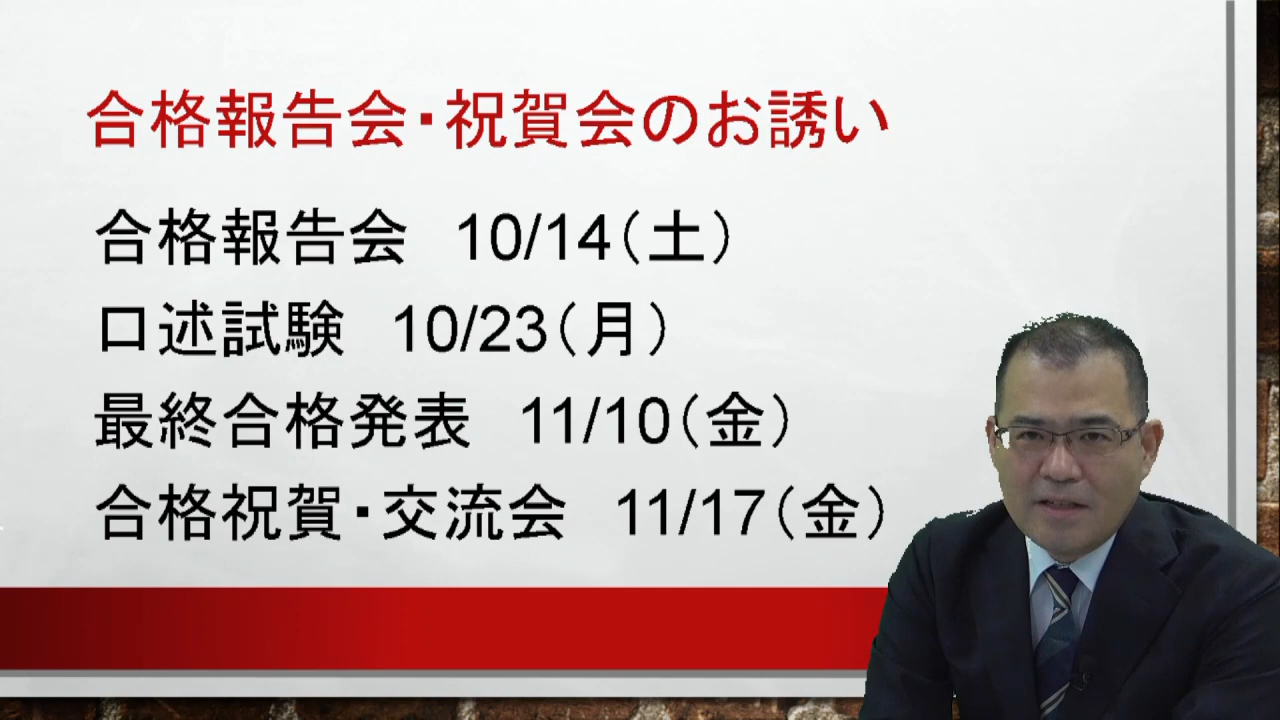 合格報告会・祝賀会のお誘い
合格報告会　10/14（土）
口述試験　10/23（月）
最終合格発表　11/10（金）
合格祝賀・交流会　11/17（金）